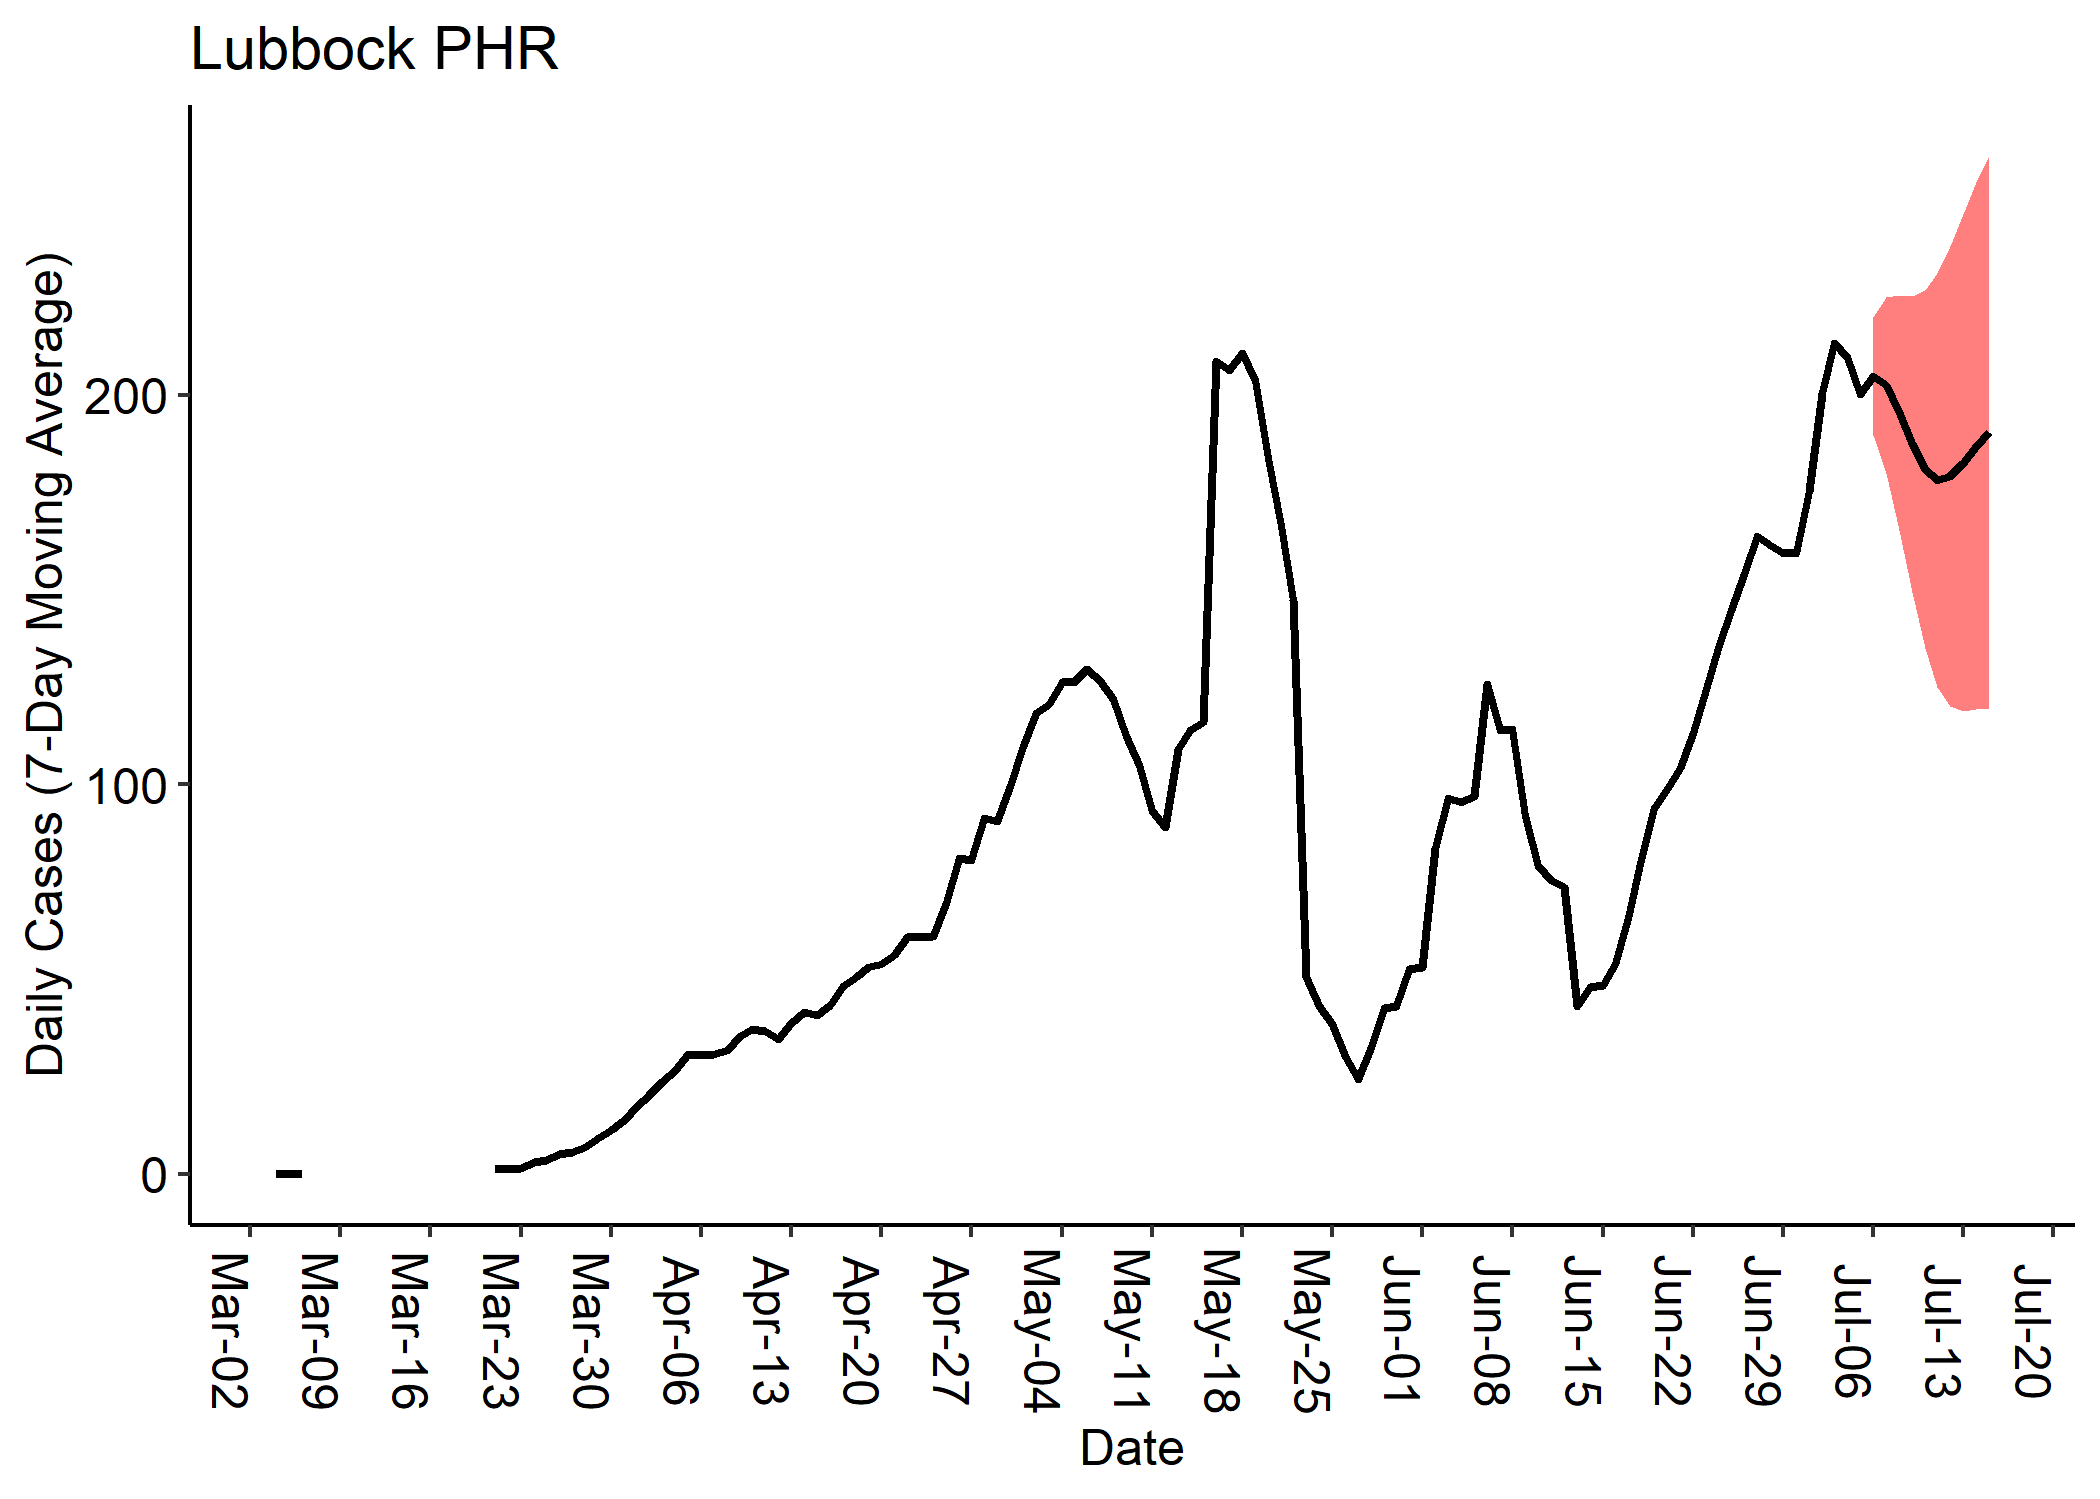 Lubbock PHR
Daily Cases (7-Day Moving Average)
200
100
0
Mar-02
Mar-09
Mar-16
Mar-23
Mar-30
Apr-06
Apr-13
Apr-20
Apr-27
May-04
May-11
May-18
May-25
Jun-01
Jun-08
Jun-15
Jun-22
Jun-29
Jul-06
Jul-13
Jul-20
Date